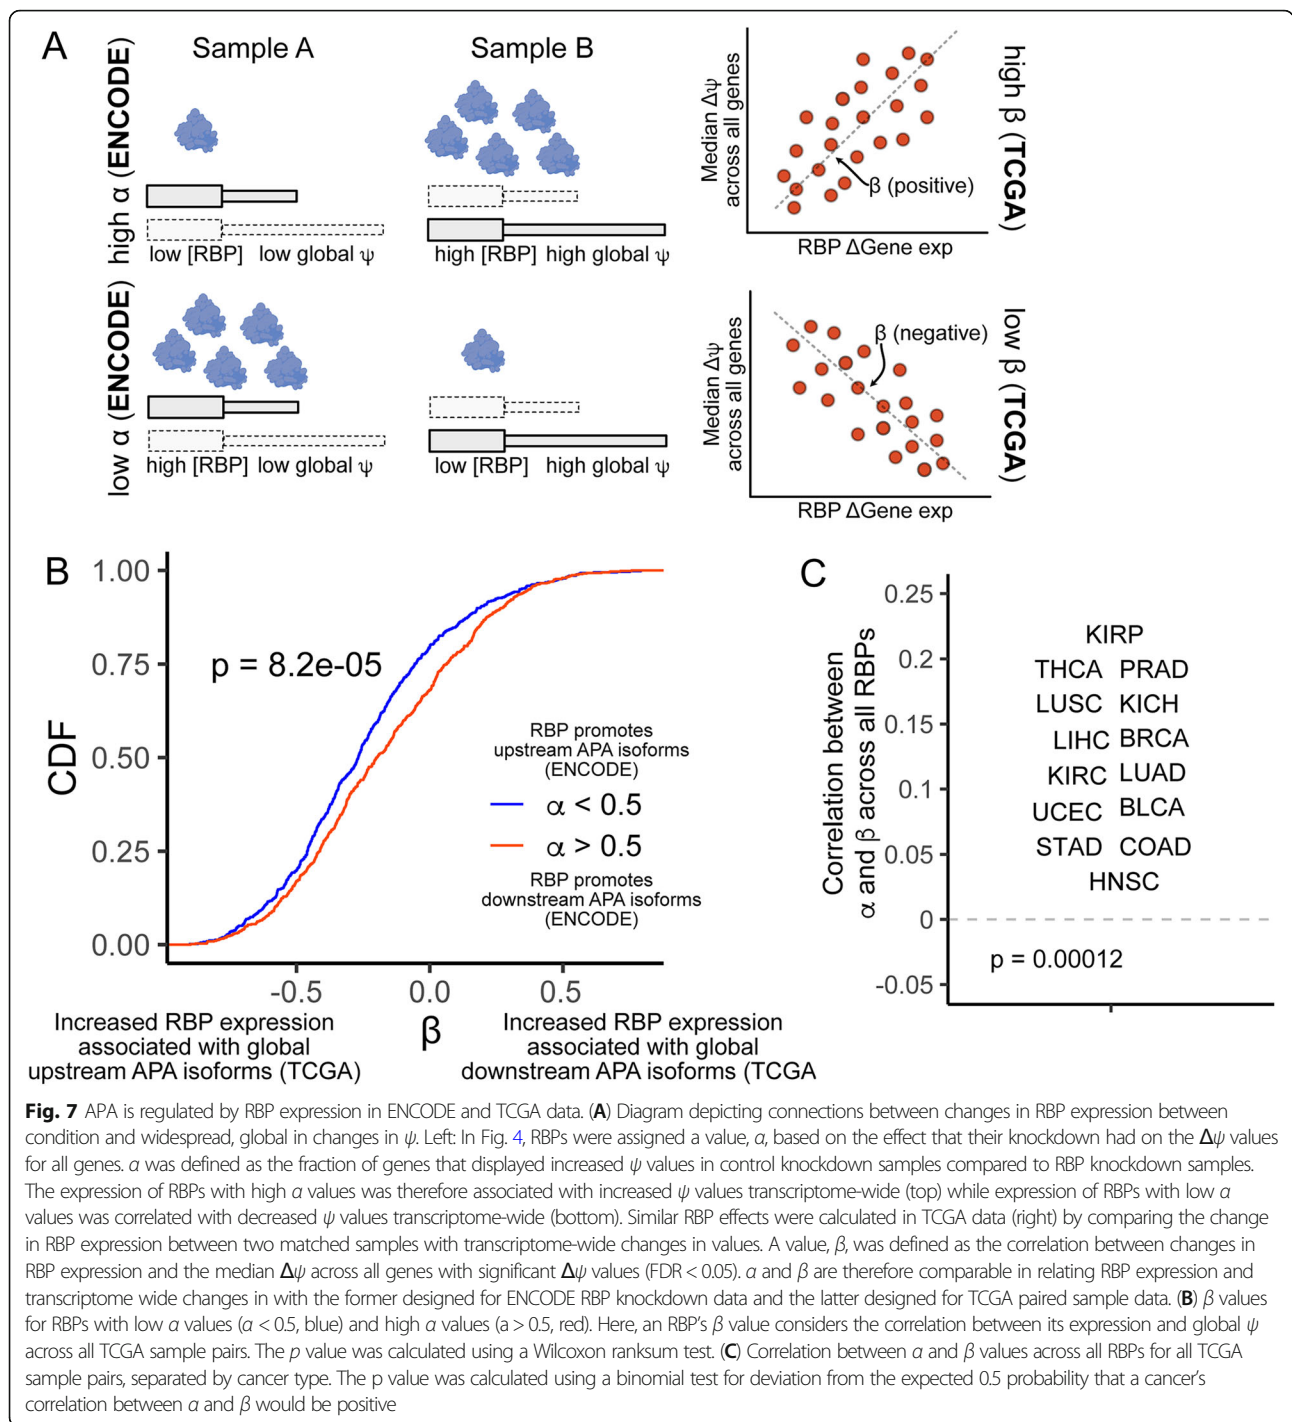 A
Sample A
Sample B
high α (ENCODE)
low [RBP] low global ψ
high [RBP] high global ψ
Median Δψ
across all genes
β (positive)
RBP ΔGene exp
high β (TCGA)
low α (ENCODE)
high [RBP] low global ψ
low [RBP] high global ψ
Median Δψ
across all genes
β (negative)
RBP ΔGene exp
low β (TCGA)
B
1.00
0.75
0.50
0.25
0.00
CDF
p = 8.2e-05
RBP promotes
upstream APA isoforms
(ENCODE)
α < 0.5
α > 0.5
RBP promotes
downstream APA isoforms
(ENCODE)
-0.5
0.0
0.5
β
Increased RBP expression
associated with global
upstream APA isoforms (TCGA)
Increased RBP expression
associated with global
downstream APA isoforms (TCGA
C
Correlation between
α and β across all RBPs
0.25
0.2
0.15
0.1
0.05
0
-0.05
KIRP
THCA PRAD
LUSC KICH
LIHC BRCA
KIRC LUAD
UCEC BLCA
STAD COAD
HNSC
p = 0.00012
Fig. 7 APA is regulated by RBP expression in ENCODE and TCGA data. (A) Diagram depicting connections between changes in RBP expression between
condition and widespread, global in changes in ψ. Left: In Fig. 4, RBPs were assigned a value, α, based on the effect that their knockdown had on the Δψ values
for all genes. α was defined as the fraction of genes that displayed increased ψ values in control knockdown samples compared to RBP knockdown samples.
The expression of RBPs with high α values was therefore associated with increased ψ values transcriptome-wide (top) while expression of RBPs with low α
values was correlated with decreased ψ values transcriptome-wide (bottom). Similar RBP effects were calculated in TCGA data (right) by comparing the change
in RBP expression between two matched samples with transcriptome-wide changes in values. A value, β, was defined as the correlation between changes in
RBP expression and the median Δψ across all genes with significant Δψ values (FDR < 0.05). α and β are therefore comparable in relating RBP expression and
transcriptome wide changes in with the former designed for ENCODE RBP knockdown data and the latter designed for TCGA paired sample data. (B) β values
for RBPs with low α values (α < 0.5, blue) and high α values (a > 0.5, red). Here, an RBP's β value considers the correlation between its expression and global ψ
across all TCGA sample pairs. The p value was calculated using a Wilcoxon ranksum test. (C) Correlation between α and β values across all RBPs for all TCGA
sample pairs, separated by cancer type. The p value was calculated using a binomial test for deviation from the expected 0.5 probability that a cancer's
correlation between α and β would be positive